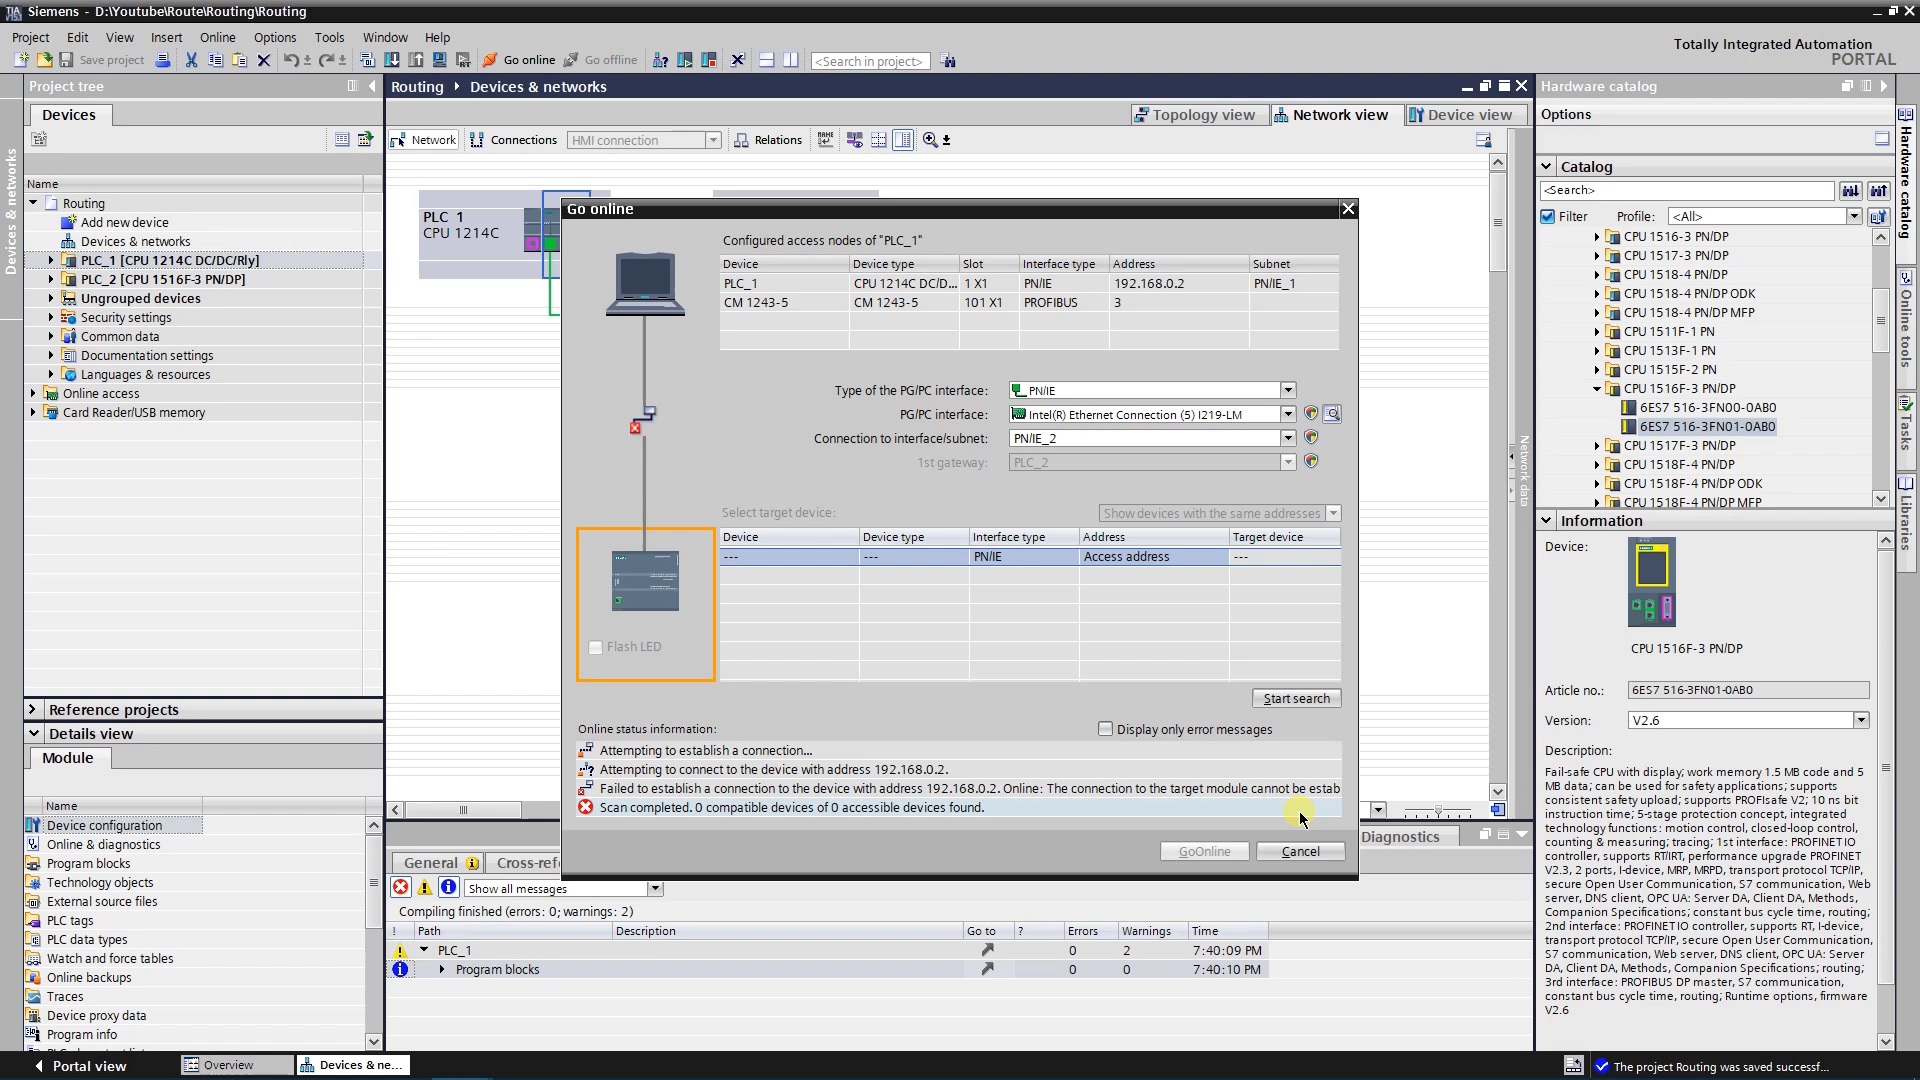 Siemens - D:\Youtube\Route\Routing\Routing
Project Edit View Insert Online Options Tools Window Help
Totally Integrated Automation
PORTAL
Save project Go online Go offline <Search in project>
Project tree
Routing Devices & networks
Hardware catalog
Devices
Options
Topology view Network view Device view
Network Connections HMI connection Relations
Catalog
<Search>
Filter Profile: <All>
Devices & networks
Name
Routing
Add new device
Devices & networks
PLC_1 [CPU 1214C DC/DC/Rly]
PLC_2 [CPU 1516F-3 PN/DP]
Ungrouped devices
Security settings
Common data
Documentation settings
Languages & resources
Online access
Card Reader/USB memory
PLC 1
CPU 1214C
Go online
Configured access nodes of "PLC_1"
Device Device type Slot Interface type Address Subnet
PLC_1 CPU 1214C DC/D... 1 X1 PN/IE 192.168.0.2 PN/IE_1
CM 1243-5 CM 1243-5 101 X1 PROFIBUS 3
Type of the PG/PC interface: PN/IE
PG/PC interface: Intel(R) Ethernet Connection (5) I219-LM
Connection to interface/subnet: PN/IE_2
1st gateway: PLC_2
Select target device: Show devices with the same addresses
Device Device type Interface type Address Target device
--- --- PN/IE Access address ---
Flash LED
Start search
Online status information: Display only error messages
Attempting to establish a connection...
Attempting to connect to the device with address 192.168.0.2.
Failed to establish a connection to the device with address 192.168.0.2. Online: The connection to the target module cannot be estab
Scan completed. 0 compatible devices of 0 accessible devices found.
GoOnline Cancel
Network data
CPU 1516-3 PN/DP
CPU 1517-3 PN/DP
CPU 1518-4 PN/DP
CPU 1518-4 PN/DP ODK
CPU 1518-4 PN/DP MFP
CPU 1511F-1 PN
CPU 1513F-1 PN
CPU 1515F-2 PN
CPU 1516F-3 PN/DP
6ES7 516-3FN00-0AB0
6ES7 516-3FN01-0AB0
CPU 1517F-3 PN/DP
CPU 1518F-4 PN/DP
CPU 1518F-4 PN/DP ODK
CPU 1518F-4 PN/DP MFP
Information
Device:
CPU 1516F-3 PN/DP
Article no.: 6ES7 516-3FN01-0AB0
Version: V2.6
Description:
Fail-safe CPU with display; work memory 1.5 MB code and 5
MB data; can be used for safety applications; supports
consistent safety upload; supports PROFIsafe V2; 10 ns bit
instruction time; 5-stage protection concept, integrated
technology functions: motion control, closed-loop control,
counting & measuring; tracing; 1st interface: PROFINET IO
controller, supports RT/IRT, performance upgrade PROFINET
V2.3, 2 ports, I-device, MRP, MRPD, transport protocol TCP/IP,
secure Open User Communication, S7 communication, Web
server, DNS client, OPC UA: Server DA, Client DA, Methods,
Companion Specifications; constant bus cycle time, routing;
2nd interface: PROFINET IO controller, supports RT, I-device,
transport protocol TCP/IP, secure Open User Communication,
S7 communication, Web server, DNS client, OPC UA: Server
DA, Client DA, Methods, Companion Specifications; routing;
3rd interface: PROFIBUS DP master, S7 communication,
constant bus cycle time, routing; Runtime options, firmware
V2.6
Hardware catalog
Online tools
Tasks
Libraries
Reference projects
Details view
Module
Name
Device configuration
Online & diagnostics
Program blocks
Technology objects
External source files
PLC tags
PLC data types
Watch and force tables
Online backups
Traces
Device proxy data
Program info
Diagnostics
General Cross-ref
Show all messages
Compiling finished (errors: 0; warnings: 2)
! Path Description Go to ? Errors Warnings Time
PLC_1 0 2 7:40:09 PM
Program blocks 0 0 7:40:10 PM
Portal view Overview Devices & ne... The project Routing was saved successf...